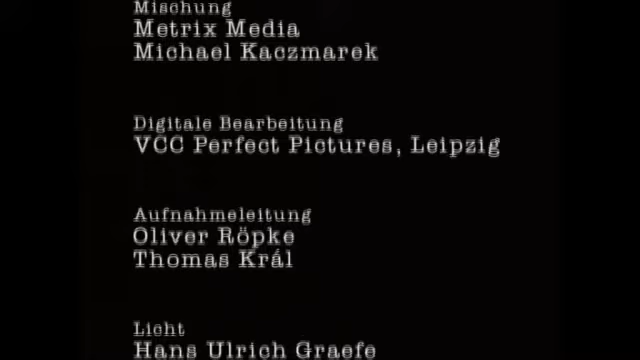 Mischung
Metrix Media
Michael Kaczmarek
Digitale Bearbeitung
VCC Perfect Pictures, Leipzig
Aufnahmeleitung
Oliver Röpke
Thomas Král
Licht
Hans Ulrich Graefe